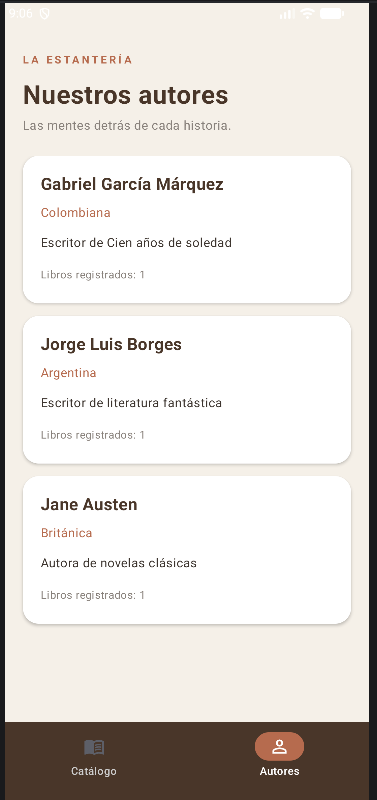 9:06
LA ESTANTERÍA
Nuestros autores
Las mentes detrás de cada historia.
Gabriel García Márquez
Colombiana
Escritor de Cien años de soledad
Libros registrados: 1
Jorge Luis Borges
Argentina
Escritor de literatura fantástica
Libros registrados: 1
Jane Austen
Británica
Autora de novelas clásicas
Libros registrados: 1
Catálogo
Autores